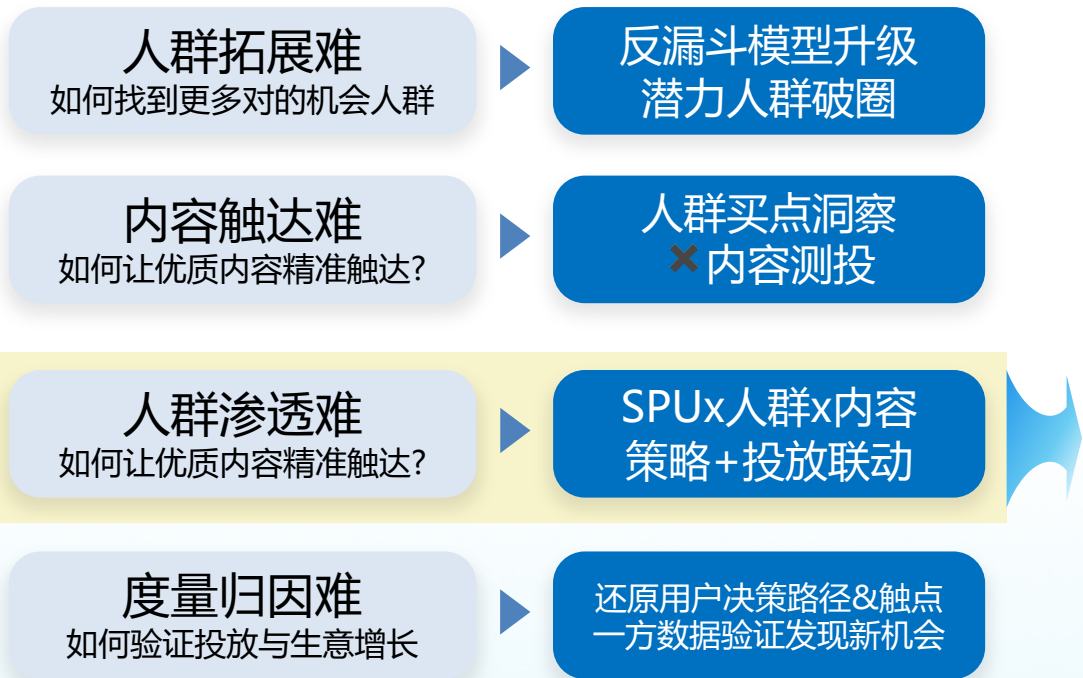 人群拓展难
如何找到更多对的机会人群
反漏斗模型升级
潜力人群破圈
内容触达难
如何让优质内容精准触达?
人群买点洞察
✖内容测投
人群渗透难
如何让优质内容精准触达?
SPUx人群x内容
策略+投放联动
度量归因难
如何验证投放与生意增长
还原用户决策路径&触点
一方数据验证发现新机会